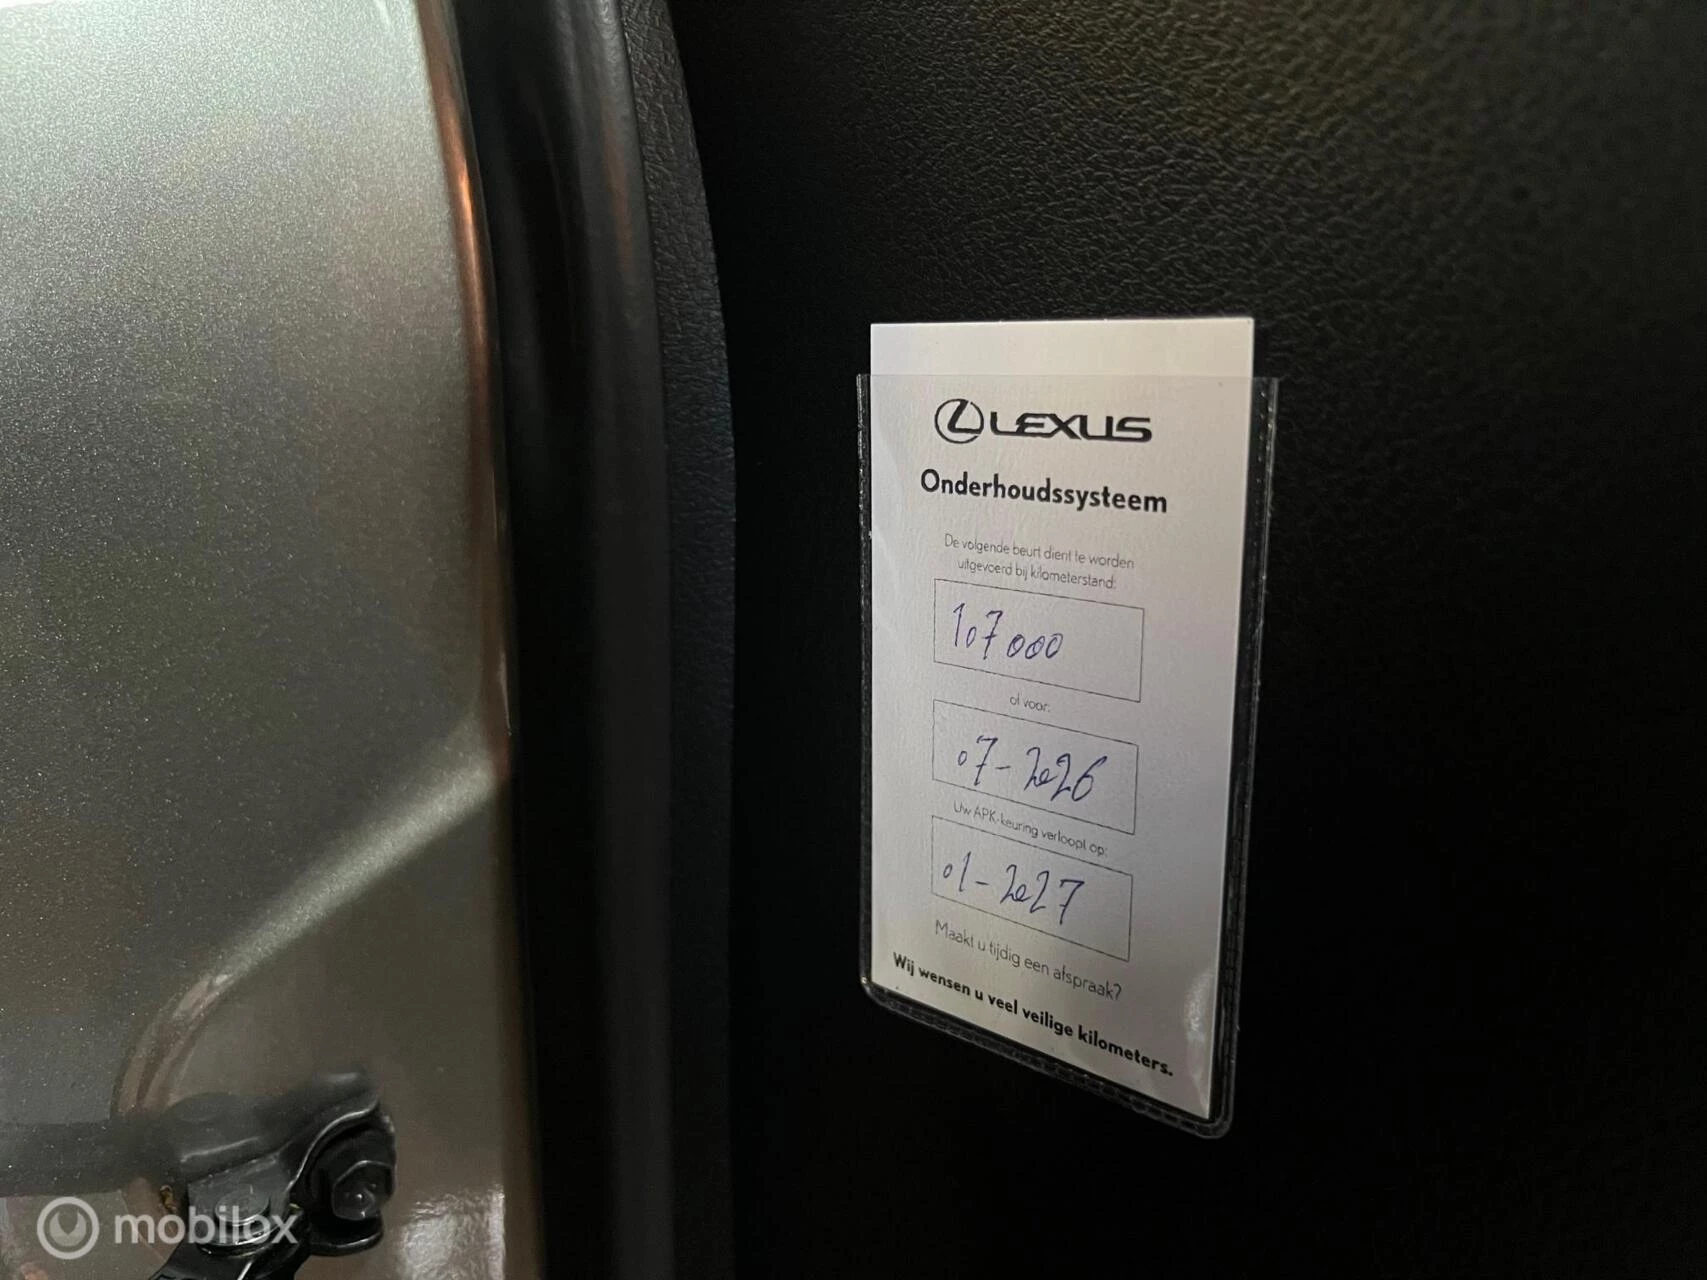 LEXUS
Onderhoudssysteem
De volgende beurt dient te worden
uitgevoerd bij kilometerstand:
107000
of voor:
07-2026
Uw APK-keuring verloopt op:
01-2027
Maakt u tijdig een afspraak?
Wij wensen u veel veilige kilometers.
mobilox